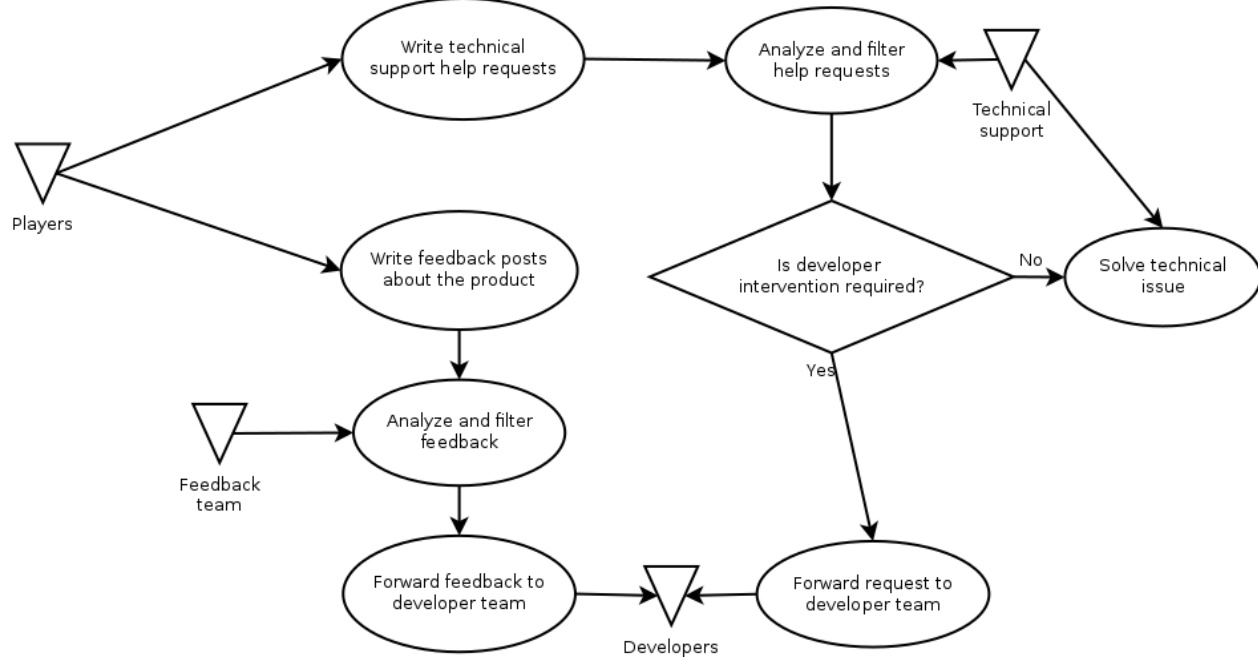 Write technical
support help requests
Analyze and filter
help requests
Technical
support
Players
Write feedback posts
about the product
Is developer
intervention required?
No
Solve technical
issue
Yes
Analyze and filter
feedback
Feedback
team
Forward feedback to
developer team
Developers
Forward request to
developer team